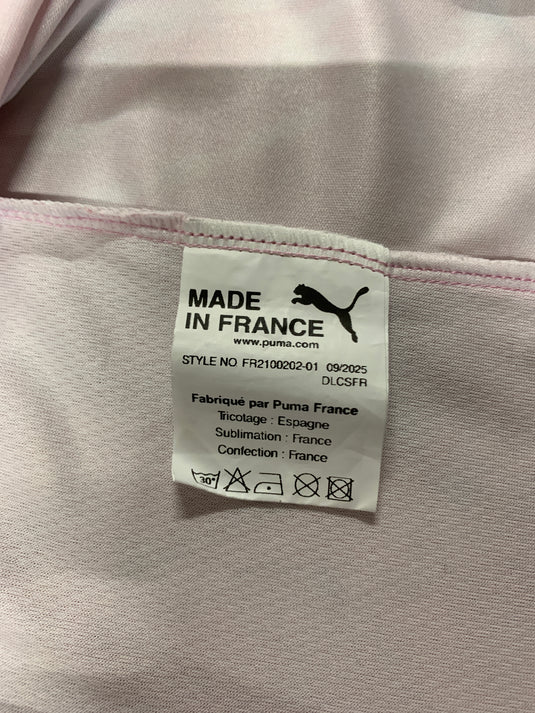 MADE
IN FRANCE
www.puma.com
STYLE NO FR2100202-01 09/2025
DLCSFR
Fabriqué par Puma France
Tricotage : Espagne
Sublimation : France
Confection : France
30°